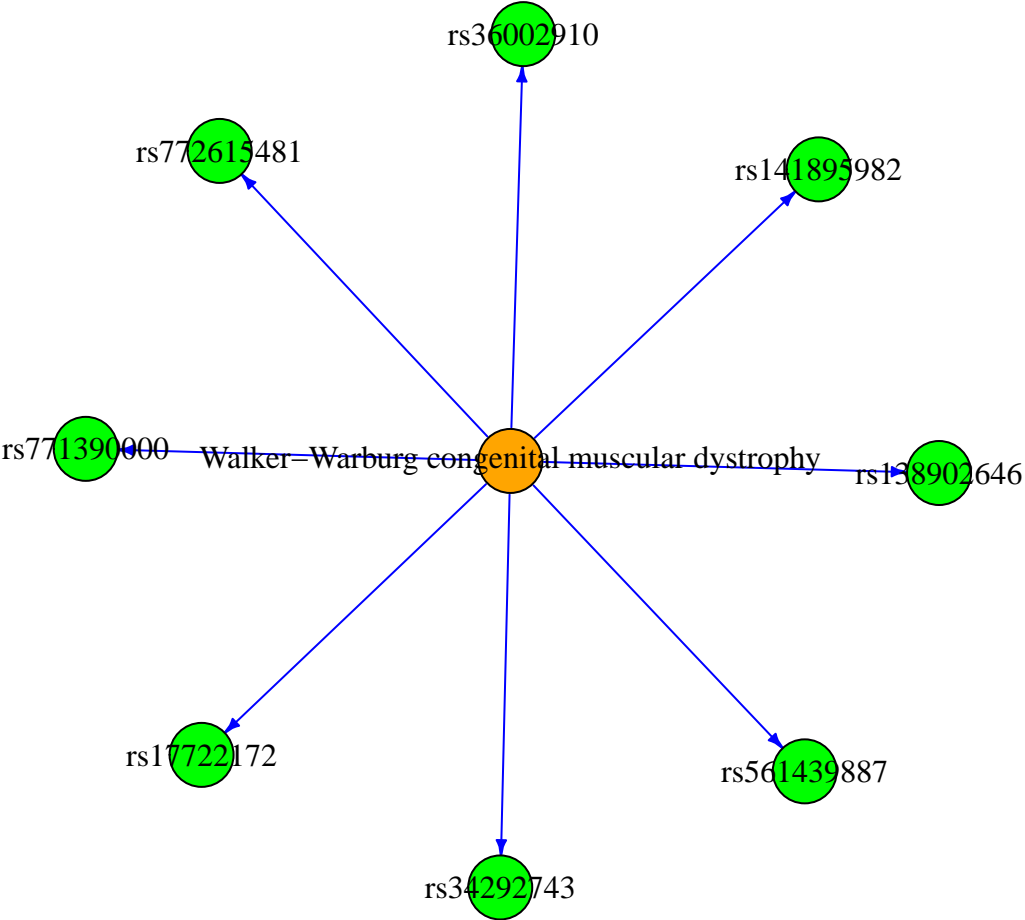 rs36002910
rs772615481
rs141895982
rs771390000
Walker−Warburg congenital muscular dystrophy
rs138902646
rs17722172
rs561439887
rs34292743